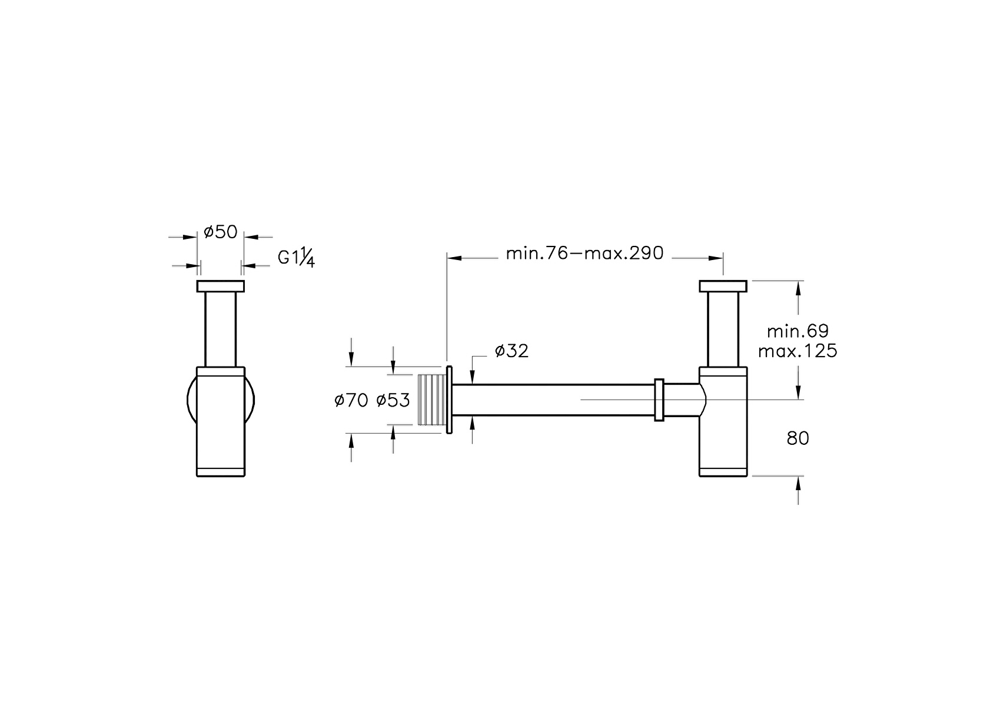 ø50
G1¼
min.76–max.290
min.69
max.125
ø32
ø70 ø53
80